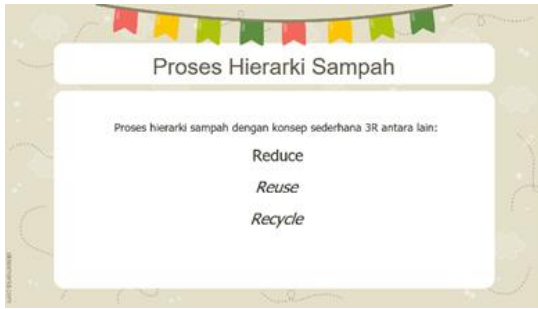 Proses Hierarki Sampah
Proses hierarki sampah dengan konsep sederhana 3R antara lain:
Reduce
Reuse
Recycle